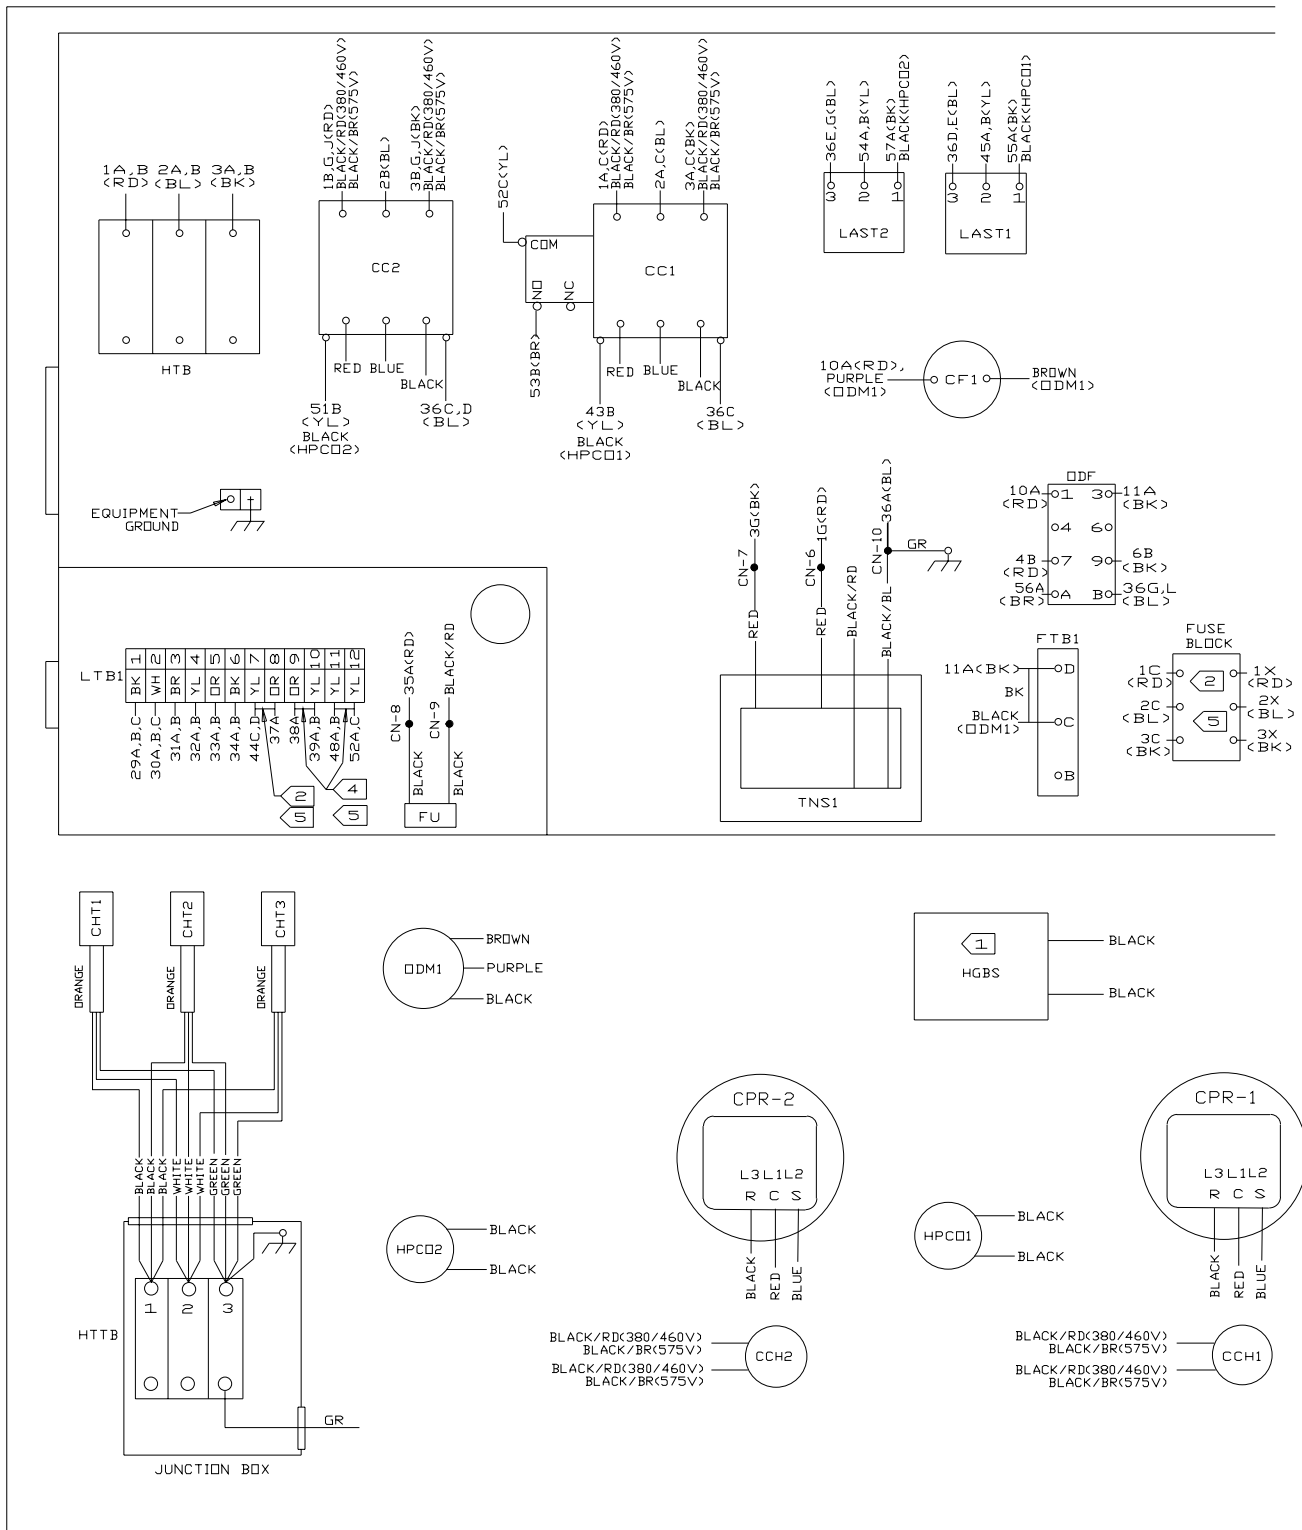 1A,B
(RD)
2A,B
(BL)
3A,B
(BK)
HTB
1B,G,J(RD)
BLACK/RD(380/460V)
BLACK/BR(575V)
2B(BL)
3B,G,J(BK)
BLACK/RD(380/460V)
BLACK/BR(575V)
CC2
RED
BLUE
BLACK
51B
(YL)
BLACK
(HPCO2)
36C,D
(BL)
52C(YL)
COM
NO
NC
53B(BR)
1A,C(RD)
BLACK/RD(380/460V)
BLACK/BR(575V)
2A,C(BL)
3A,C(BK)
BLACK/RD(380/460V)
BLACK/BR(575V)
CC1
RED
BLUE
BLACK
43B
(YL)
BLACK
(HPCO1)
36C
(BL)
36E,G(BL)
54A,B(YL)
57A(BK)
BLACK(HPCO2)
3
2
1
LAST2
36D,E(BL)
45A,B(YL)
55A(BK)
BLACK(HPCO1)
3
2
1
LAST1
10A(RD),
PURPLE
(ODM1)
CF1
BROWN
(ODM1)
EQUIPMENT
GROUND
3G(BK)
CN-7
RED
1G(RD)
CN-6
RED
BLACK/RD
36A(BL)
CN-10
BLACK/BL
GR
TNS1
ODF
10A
(RD)
1
3
11A
(BK)
4
6
4B
(RD)
7
9
6B
(BK)
56A
(BR)
A
B
36G,L
(BL)
FTB1
11A(BK)
BK
BLACK
(ODM1)
D
C
B
FUSE
BLOCK
1C
(RD)
2
1X
(RD)
2C
(BL)
5
2X
(BL)
3C
(BK)
3X
(BK)
LTB1
BK 1
WH 2
BR 3
YL 4
OR 5
BK 6
YL 7
OR 8
OR 9
YL 10
YL 11
YL 12
29A,B,C
30A,B,C
31A,B
32A,B
33A,B
34A,B
44C,D
37A
38A
39A,B
48A,B
52A,C
2
5
4
5
35A(RD)
CN-8
BLACK
BLACK/RD
CN-9
BLACK
FU
CHT1
CHT2
CHT3
ORANGE
ORANGE
ORANGE
ODM1
BROWN
PURPLE
BLACK
1
HGBS
BLACK
BLACK
BLACK
BLACK
BLACK
WHITE
WHITE
WHITE
GREEN
GREEN
GREEN
1
2
3
HTTB
GR
JUNCTION BOX
HPCO2
BLACK
BLACK
CPR-2
L3 L1 L2
R C S
BLACK
RED
BLUE
HPCO1
BLACK
BLACK
CPR-1
L3 L1 L2
R C S
BLACK
RED
BLUE
BLACK/RD(380/460V)
BLACK/BR(575V)
BLACK/RD(380/460V)
BLACK/BR(575V)
CCH2
BLACK/RD(380/460V)
BLACK/BR(575V)
BLACK/RD(380/460V)
BLACK/BR(575V)
CCH1